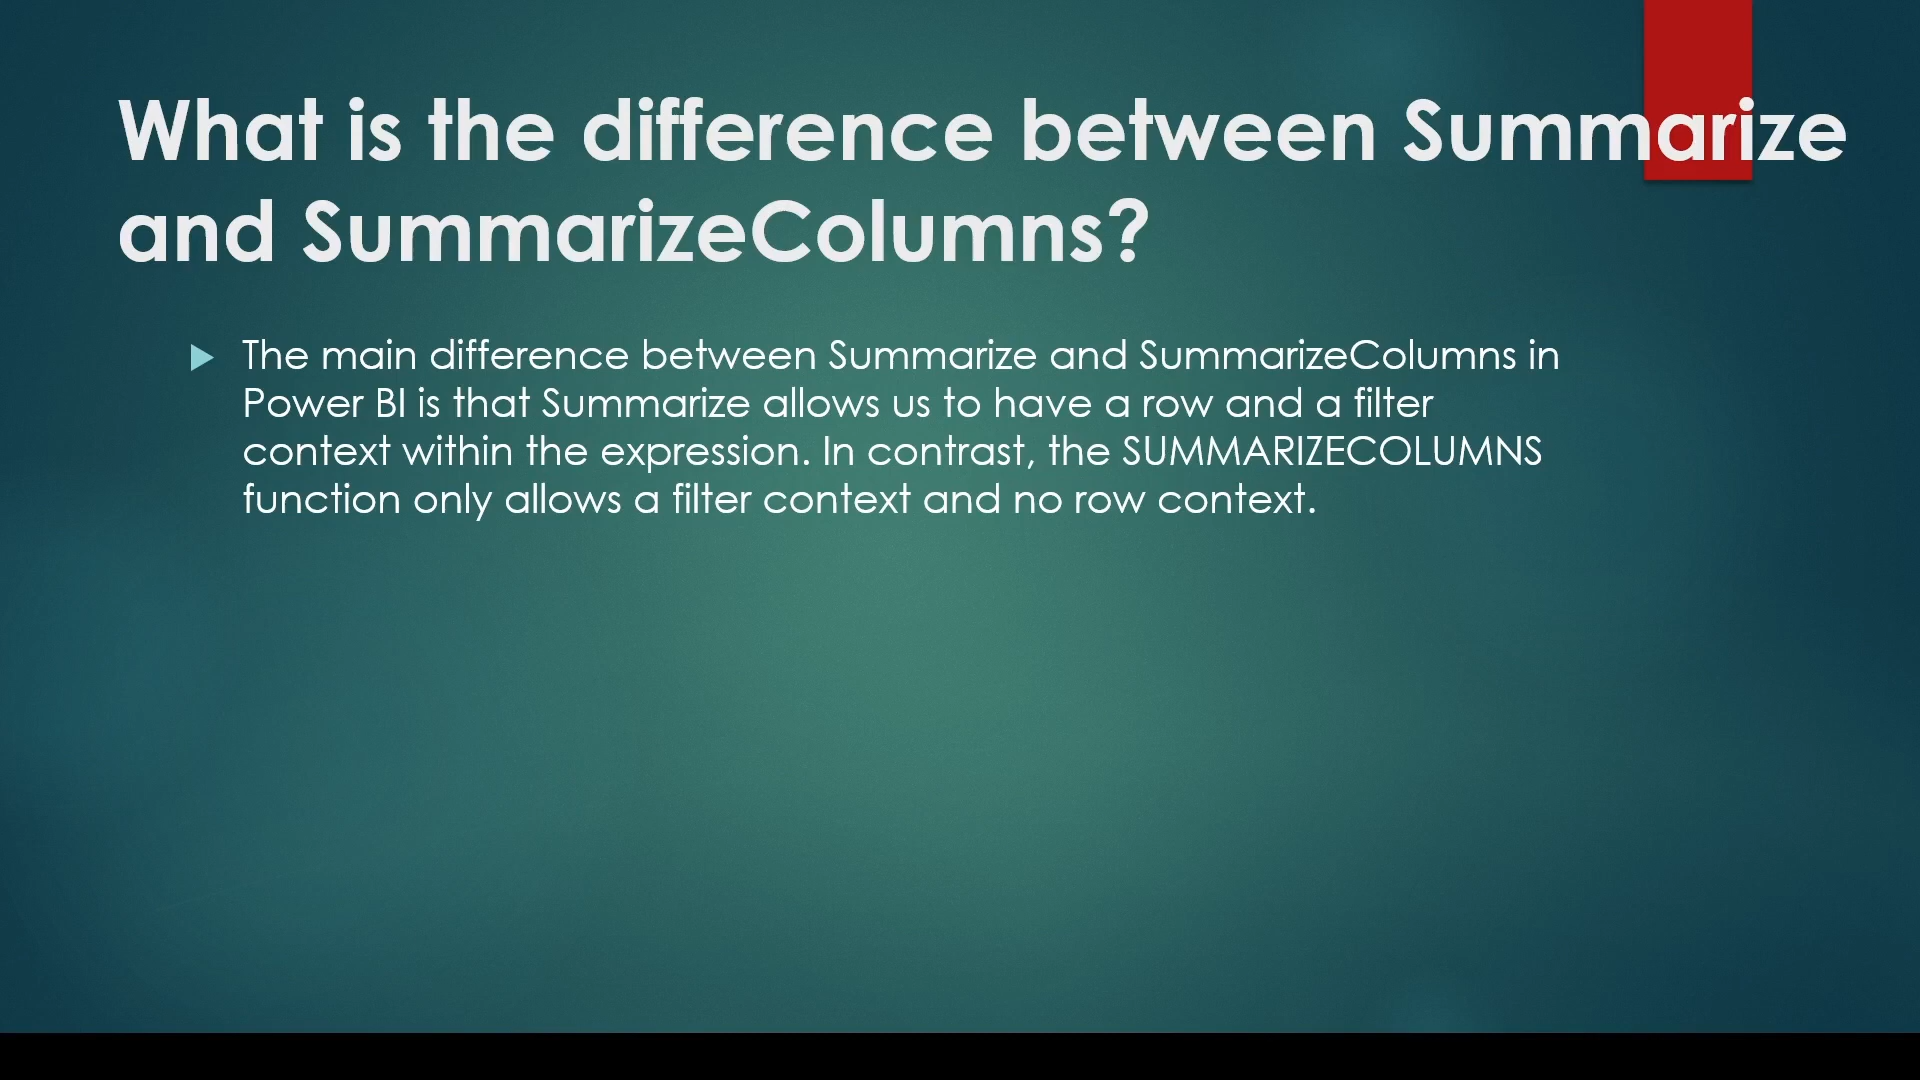 What is the difference between Summarize
and SummarizeColumns?
The main difference between Summarize and SummarizeColumns in
Power BI is that Summarize allows us to have a row and a filter
context within the expression. In contrast, the SUMMARIZECOLUMNS
function only allows a filter context and no row context.